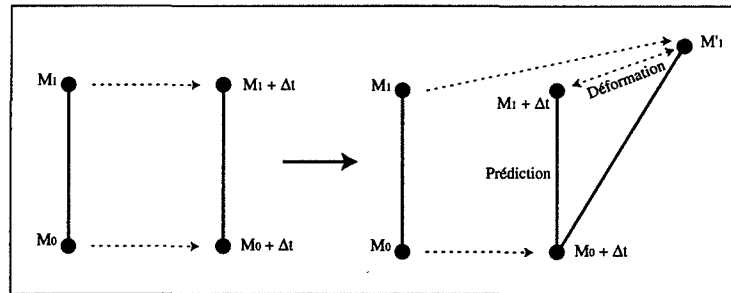 M'1
M1
M1 + Δt
M1
M1 + Δt
Déformation
Prédiction
M0
M0 + Δt
M0
M0 + Δt